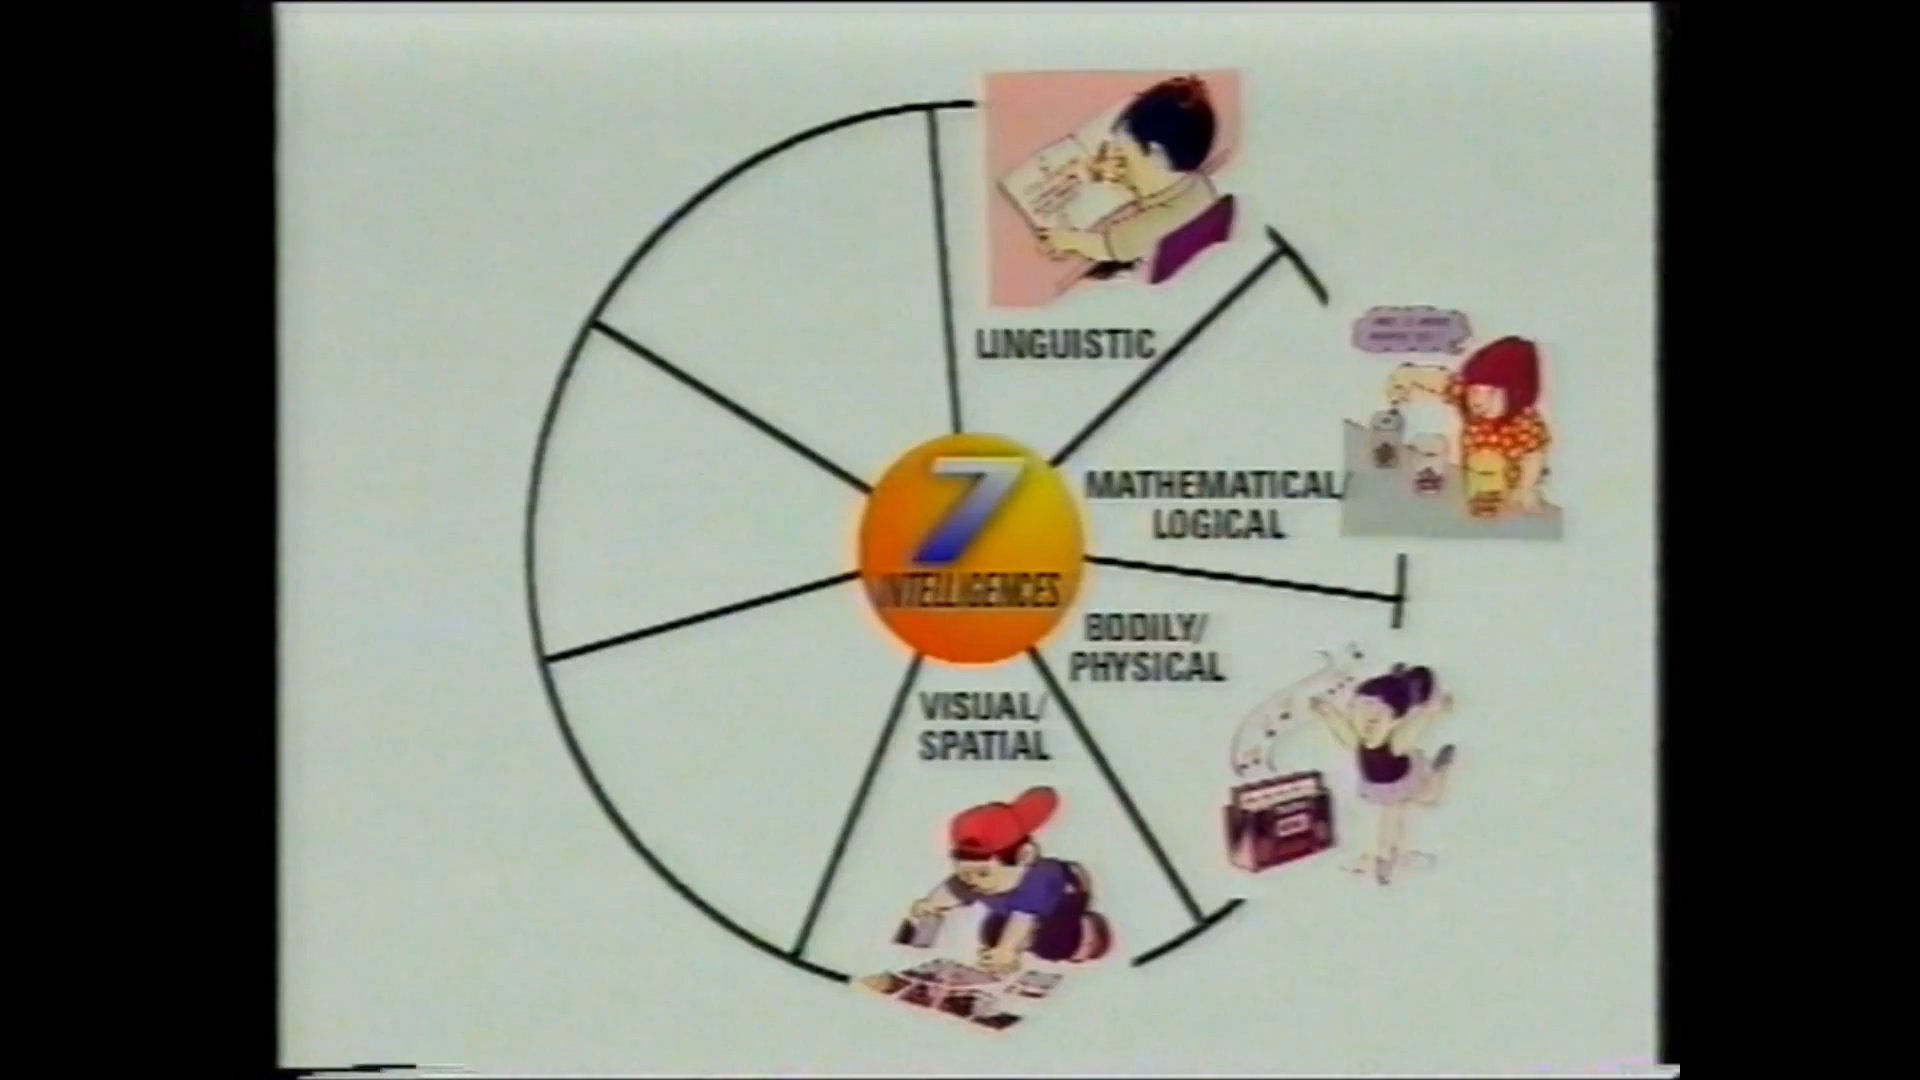 LINGUISTIC
MATHEMATICAL/
LOGICAL
7
INTELLIGENCES
BODILY/
PHYSICAL
VISUAL/
SPATIAL